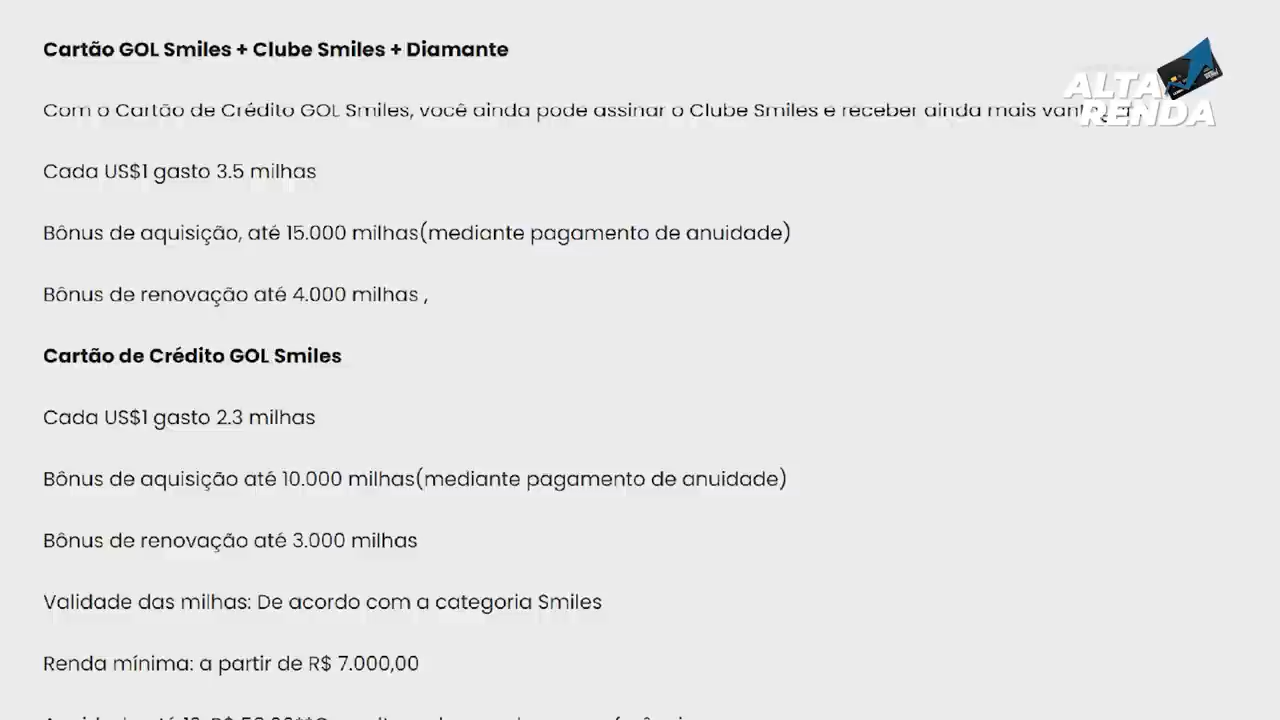 Cartão GOL Smiles + Clube Smiles + Diamante
ALTA
RENDA
Com o Cartão de Crédito GOL Smiles, você ainda pode assinar o Clube Smiles e receber ainda mais
Cada US$1 gasto 3.5 milhas
Bônus de aquisição, até 15.000 milhas(mediante pagamento de anuidade)
Bônus de renovação até 4.000 milhas ,
Cartão de Crédito GOL Smiles
Cada US$1 gasto 2.3 milhas
Bônus de aquisição até 10.000 milhas(mediante pagamento de anuidade)
Bônus de renovação até 3.000 milhas
Validade das milhas: De acordo com a categoria Smiles
Renda mínima: a partir de R$ 7.000,00